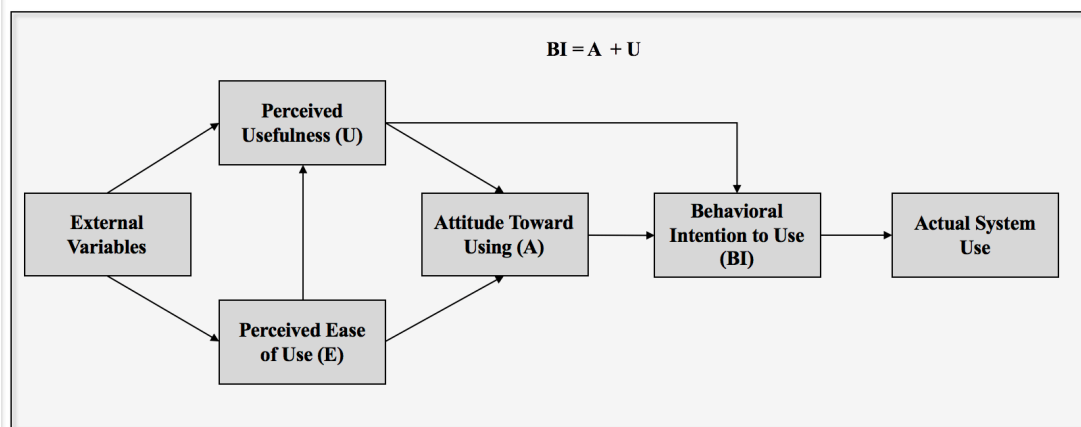 BI = A + U
Perceived
Usefulness (U)
External
Variables
Attitude Toward
Using (A)
Behavioral
Intention to Use
(BI)
Actual System
Use
Perceived Ease
of Use (E)